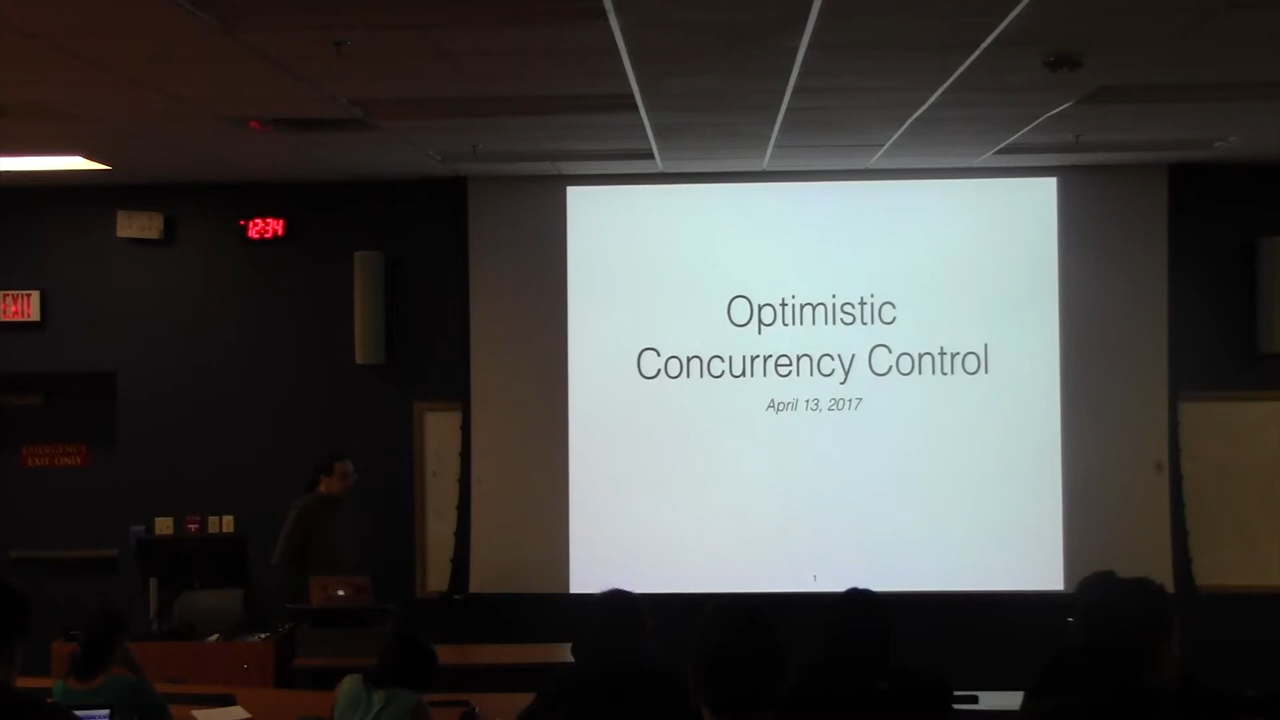 12:34
EXIT
Optimistic
Concurrency Control
April 13, 2017
EMERGENCY
EXIT ONLY
1